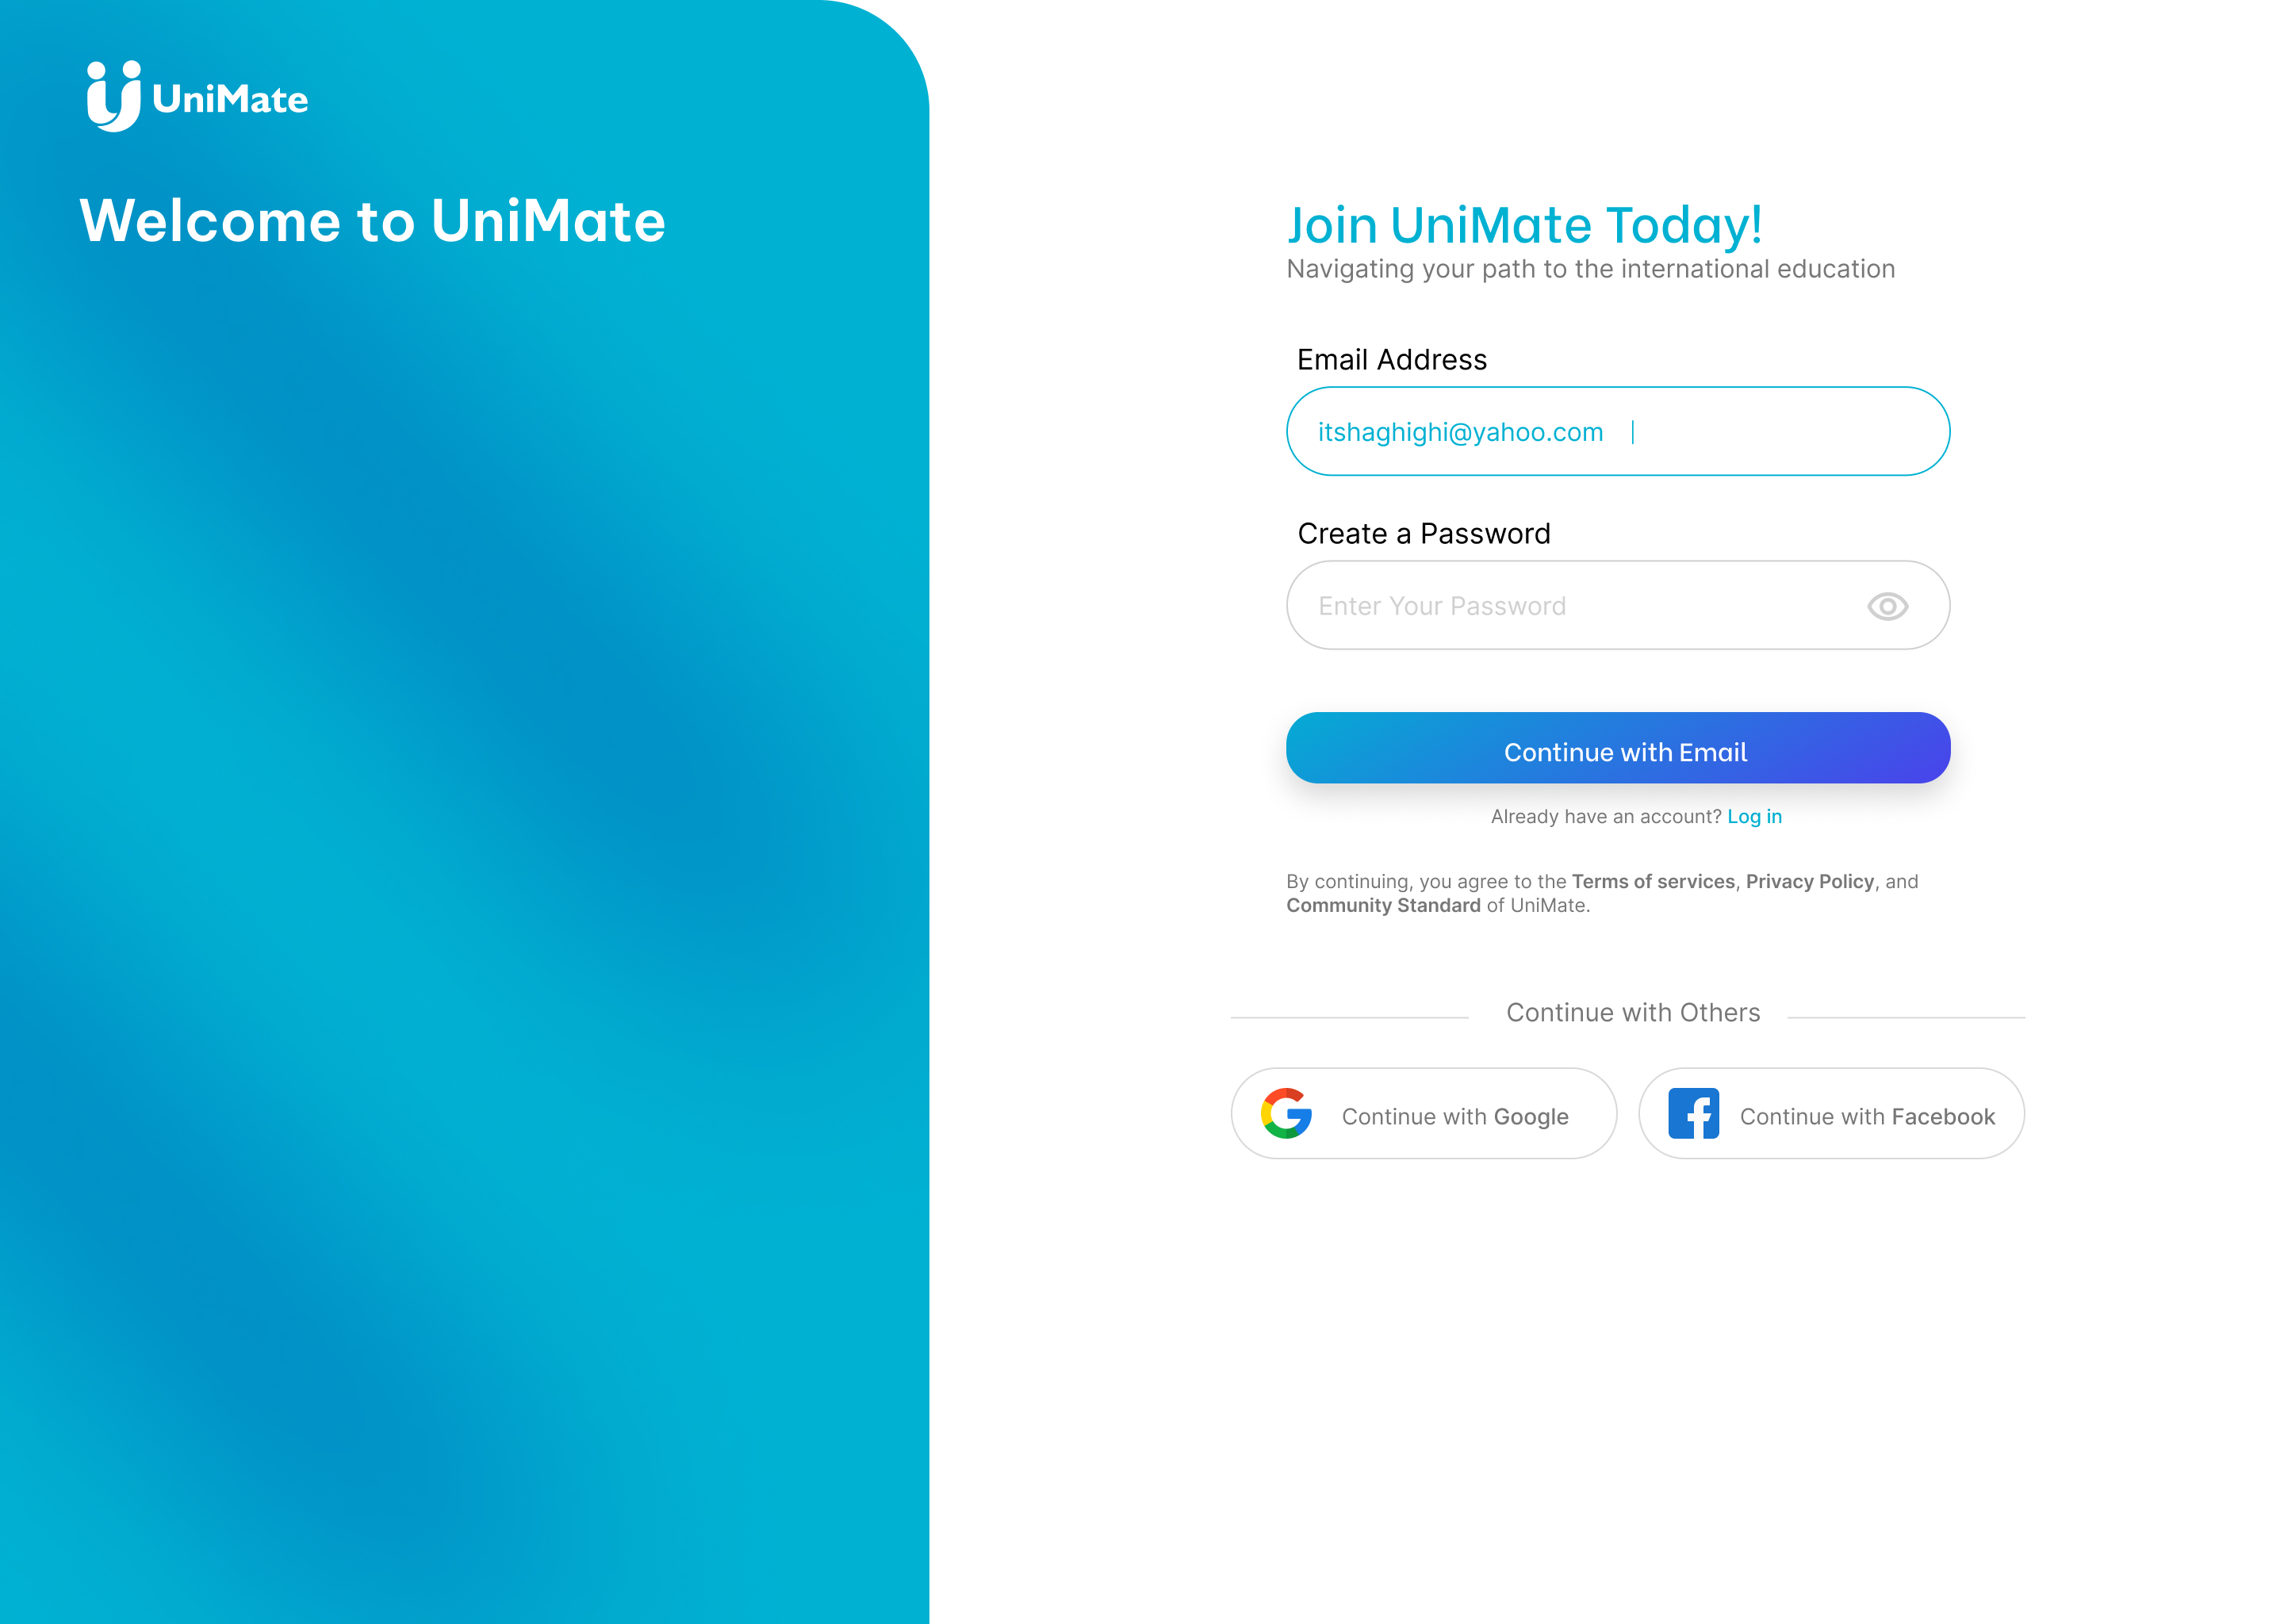 UniMate
Welcome to UniMate
Join UniMate Today!
Navigating your path to the international education
Email Address
itshaghighi@yahoo.com
Create a Password
Enter Your Password
Continue with Email
Already have an account? Log in
By continuing, you agree to the Terms of services, Privacy Policy, and
Community Standard of UniMate.
Continue with Others
Continue with Google
Continue with Facebook